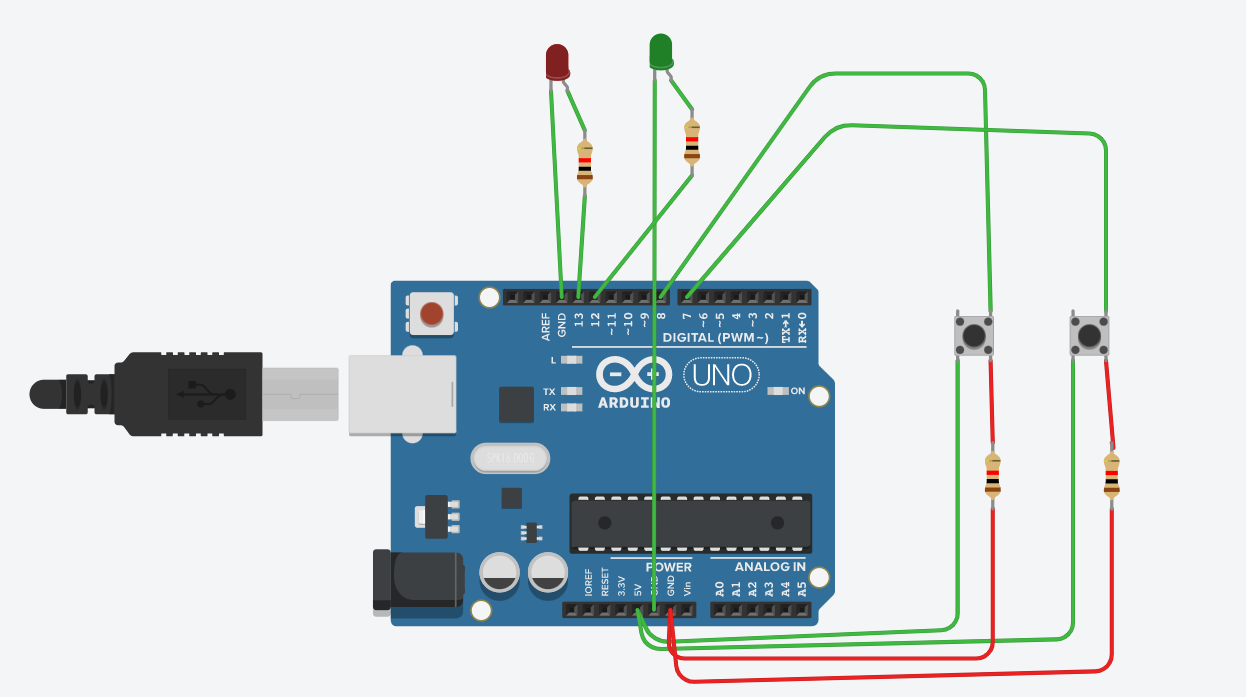 AREF
GND
13
12
~11
~10
~9
8
7
~6
~5
4
~3
2
TX→1
RX←0
DIGITAL (PWM~)
L
TX
RX
ARDUINO
UNO
ON
SPK16.000G
POWER
ANALOG IN
IOREF
RESET
3.3V
5V
GND
GND
Vin
A0
A1
A2
A3
A4
A5